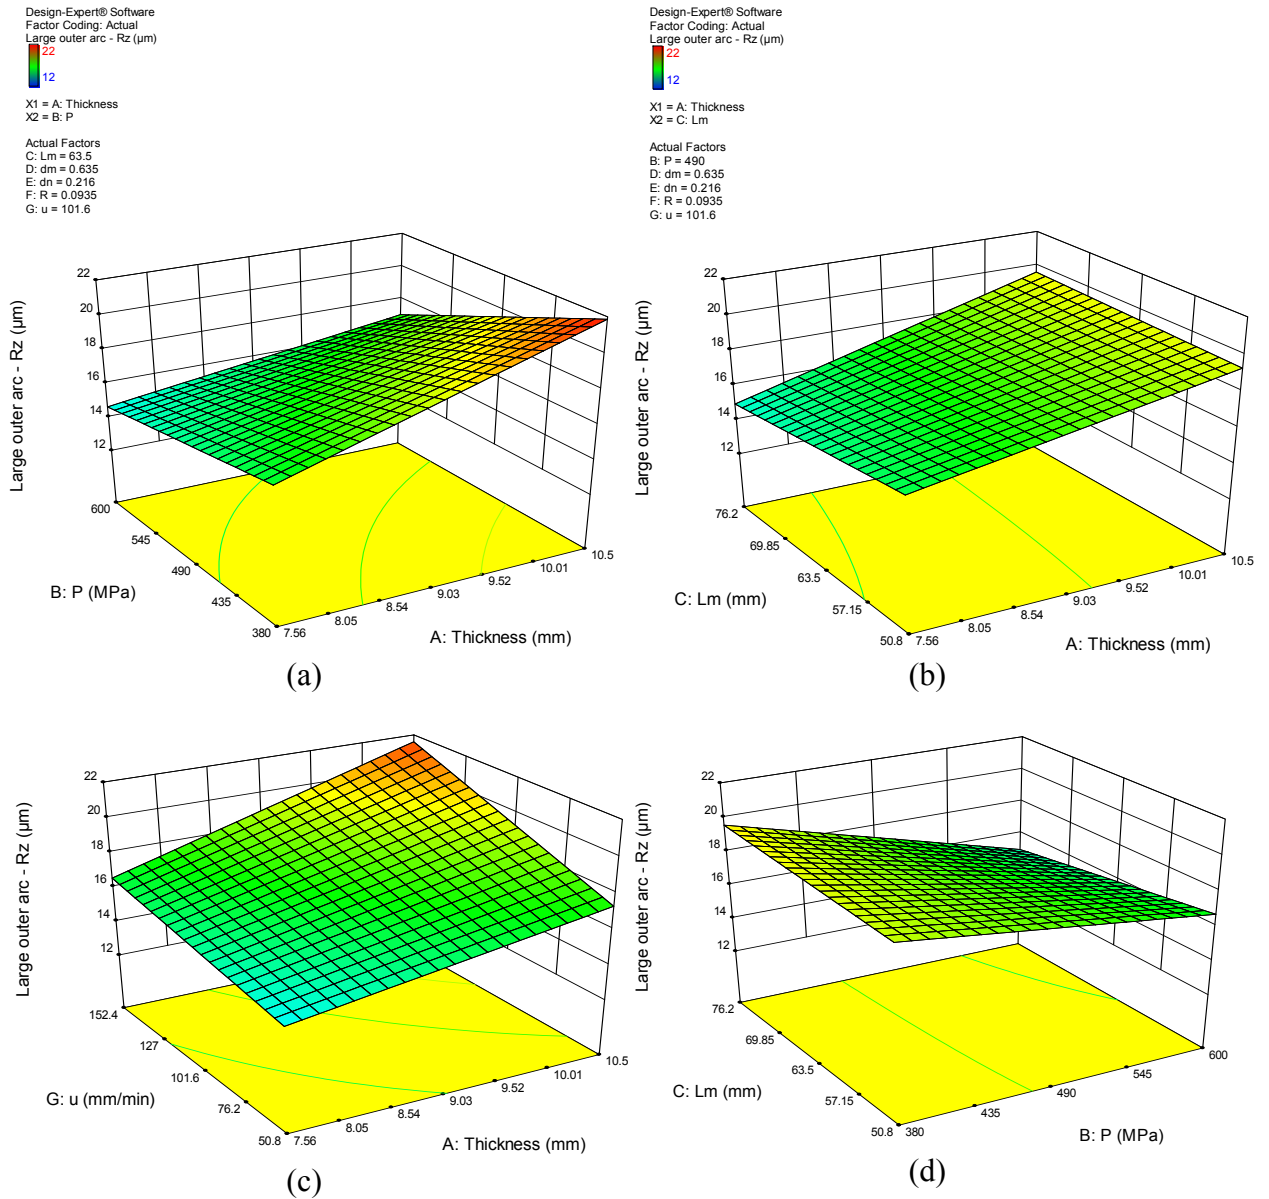 Design-Expert® Software
Factor Coding: Actual
Large outer arc - Rz (µm)
22
12
X1 = A: Thickness
X2 = B: P
Actual Factors
C: Lm = 63.5
D: dm = 0.635
E: dn = 0.216
F: R = 0.0935
G: u = 101.6
22
20
18
16
14
12
Large outer arc - Rz (µm)
600
545
490
435
380
B: P (MPa)
7.56
8.05
8.54
9.03
9.52
10.01
10.5
A: Thickness (mm)
(a)
Design-Expert® Software
Factor Coding: Actual
Large outer arc - Rz (µm)
22
12
X1 = A: Thickness
X2 = C: Lm
Actual Factors
B: P = 490
D: dm = 0.635
E: dn = 0.216
F: R = 0.0935
G: u = 101.6
22
20
18
16
14
12
Large outer arc - Rz (µm)
76.2
69.85
63.5
57.15
50.8
C: Lm (mm)
7.56
8.05
8.54
9.03
9.52
10.01
10.5
A: Thickness (mm)
(b)
22
20
18
16
14
12
Large outer arc - Rz (µm)
152.4
127
101.6
76.2
50.8
G: u (mm/min)
7.56
8.05
8.54
9.03
9.52
10.01
10.5
A: Thickness (mm)
(c)
22
20
18
16
14
12
Large outer arc - Rz (µm)
76.2
69.85
63.5
57.15
50.8
C: Lm (mm)
380
435
490
545
600
B: P (MPa)
(d)